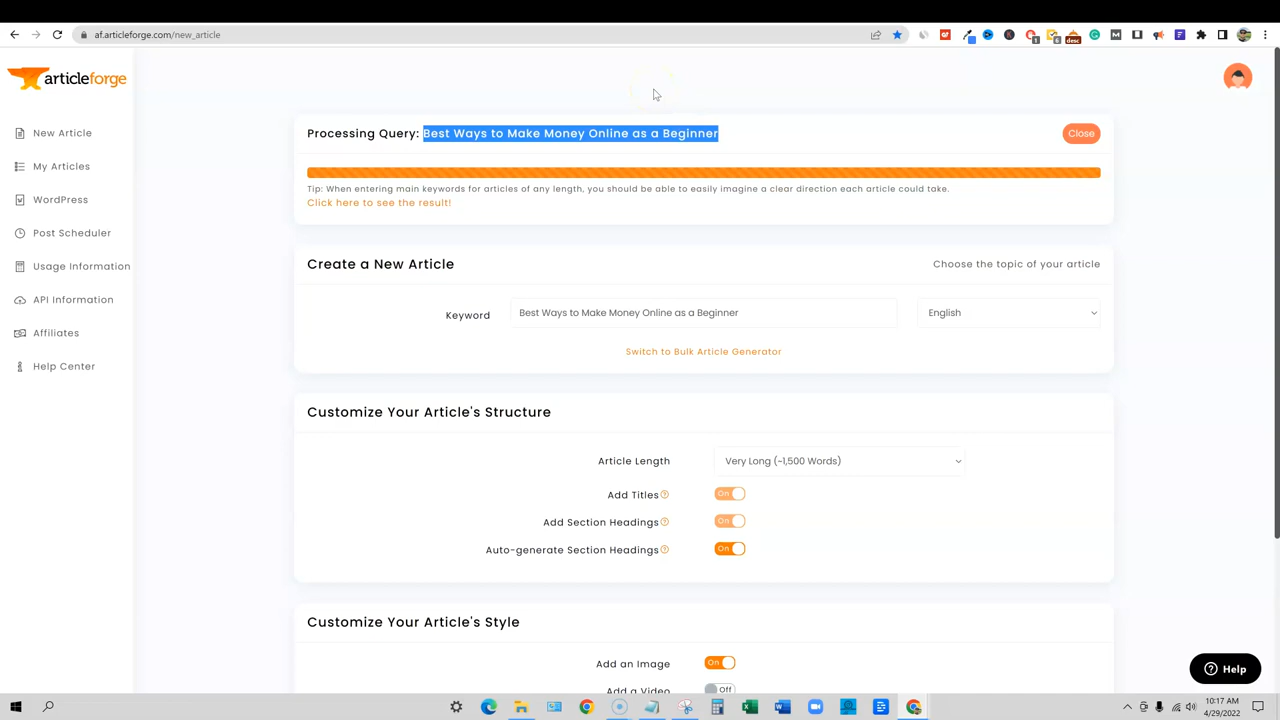 af.articleforge.com/new_article
articleforge
New Article
My Articles
WordPress
Post Scheduler
Usage Information
API Information
Affiliates
Help Center
Processing Query: Best Ways to Make Money Online as a Beginner
Close
Tip: When entering main keywords for articles of any length, you should be able to easily imagine a clear direction each article could take.
Click here to see the result!
Create a New Article
Choose the topic of your article
Keyword
Best Ways to Make Money Online as a Beginner
English
Switch to Bulk Article Generator
Customize Your Article's Structure
Article Length
Very Long (~1,500 Words)
Add Titles
On
Add Section Headings
On
Auto-generate Section Headings
On
Customize Your Article's Style
Add an Image
On
Add a Video
Off
Help
10:17 AM
4/29/2022